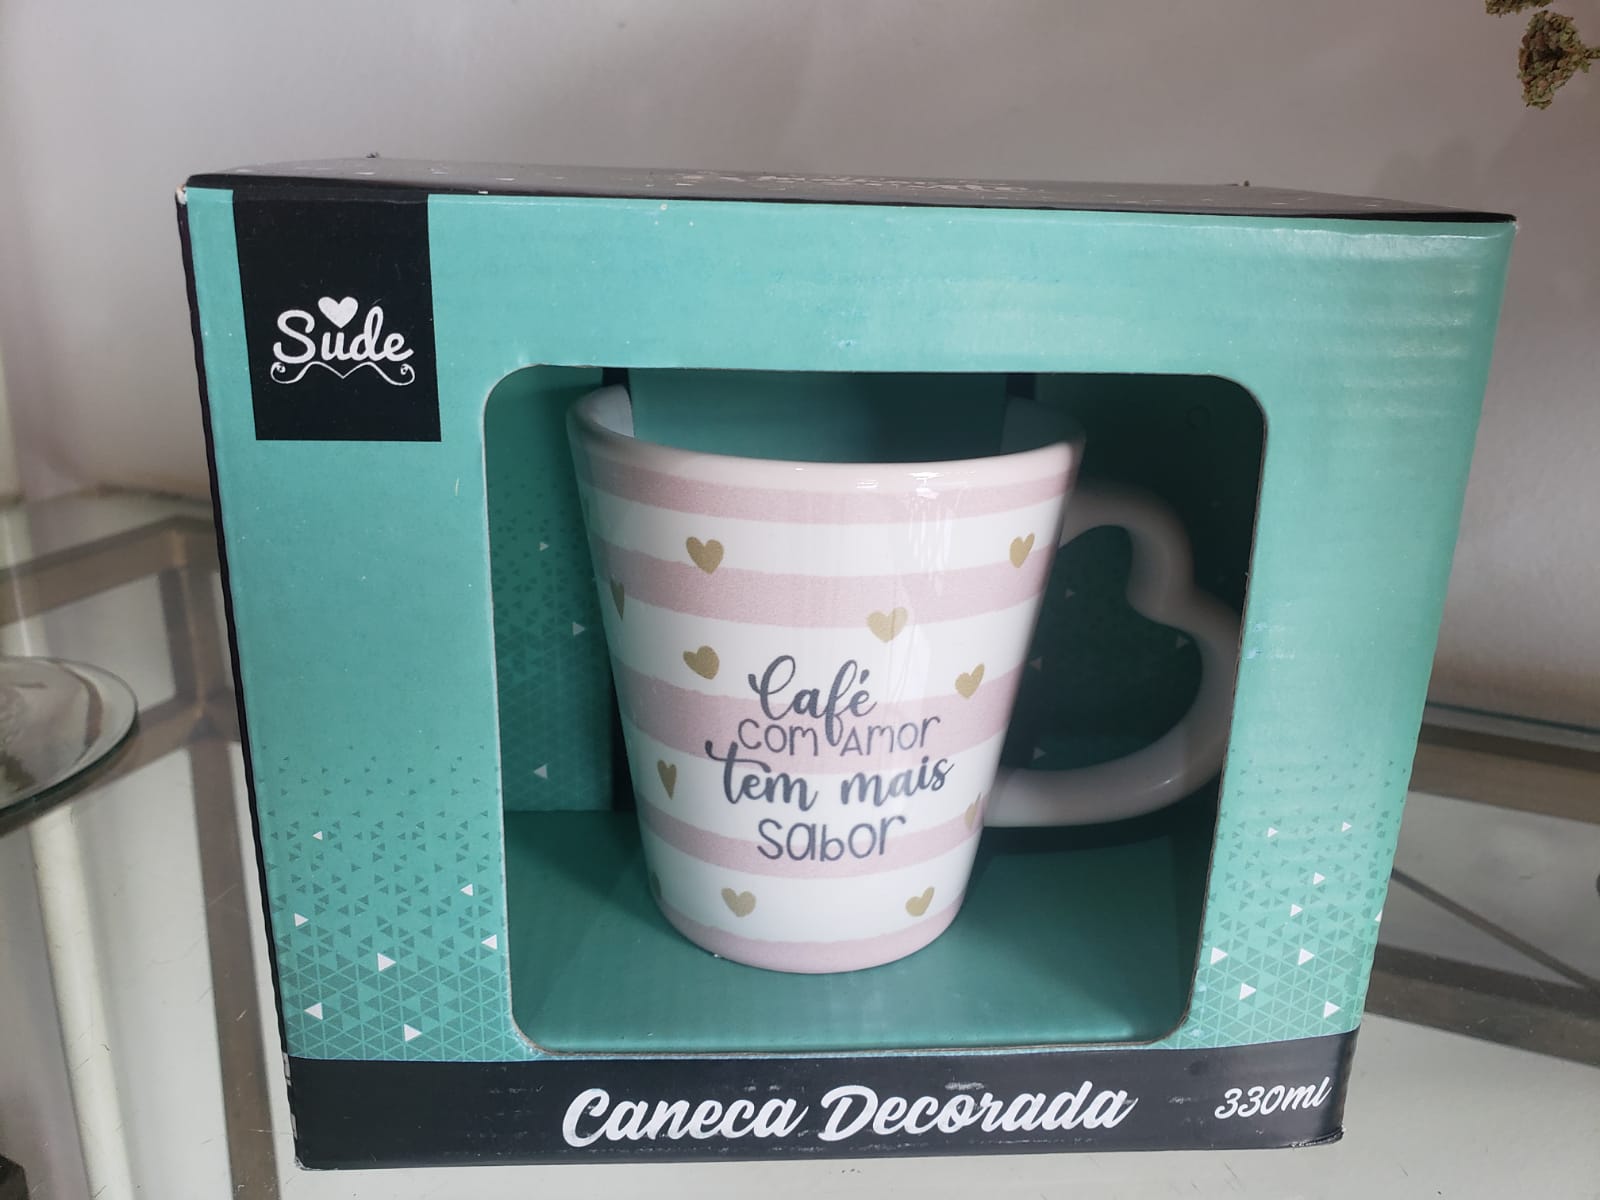 Sude
Café
com Amor
tem mais
sabor
Caneca Decorada
330ml